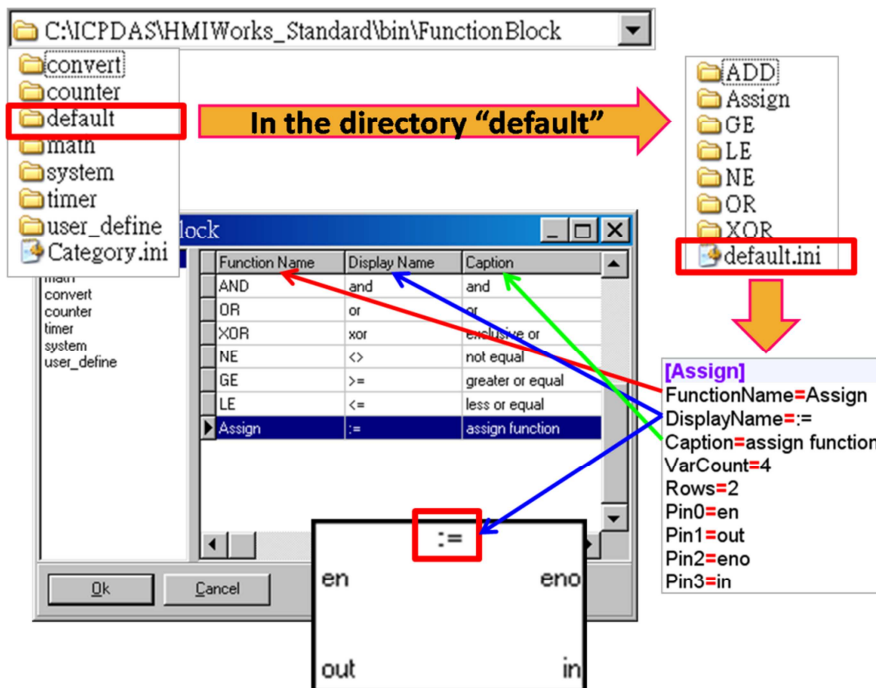 C:\ICPDAS\HMIWorks_Standard\bin\FunctionBlock
convert
counter
default
math
system
timer
user_define
Category.ini
In the directory “default”
ADD
Assign
GE
LE
NE
OR
XOR
default.ini
lock
Function Name Display Name Caption
AND and and
OR or or
XOR xor exclusive or
NE <> not equal
GE >= greater or equal
LE <= less or equal
Assign := assign function
math
convert
counter
timer
system
user_define
Ok Cancel
:=
en eno
out in
[Assign]
FunctionName=Assign
DisplayName=:=
Caption=assign function
VarCount=4
Rows=2
Pin0=en
Pin1=out
Pin2=eno
Pin3=in